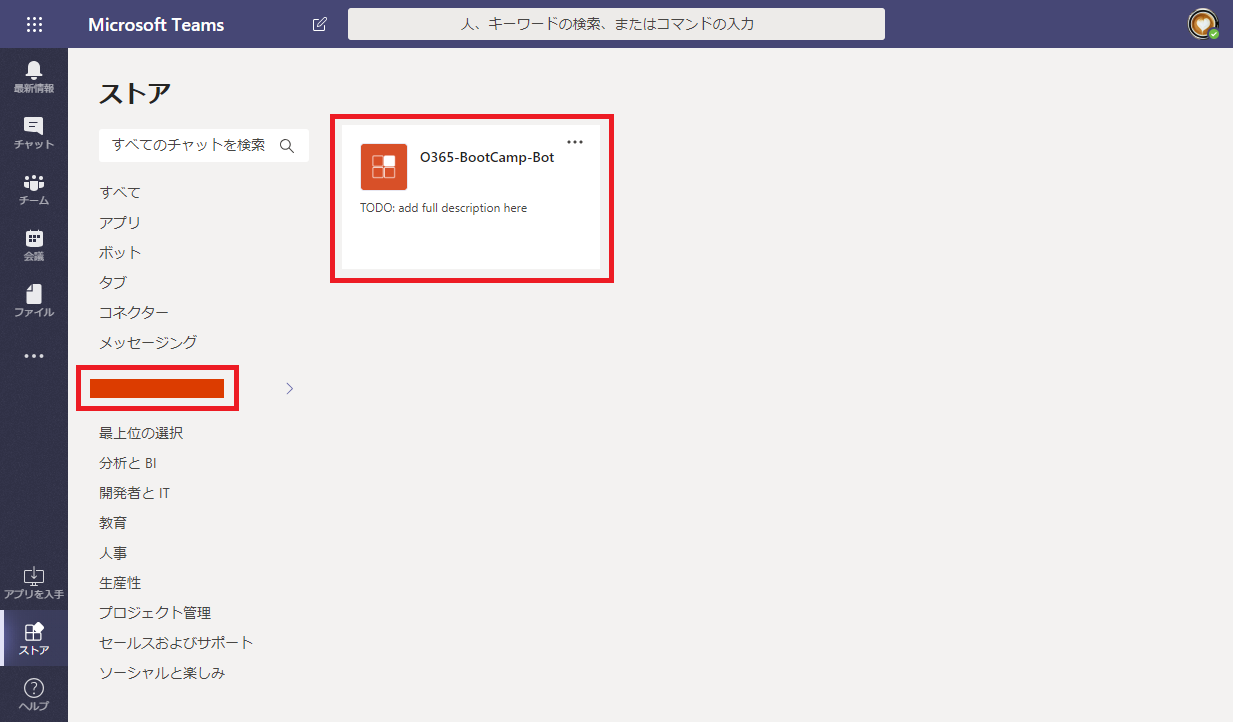 Microsoft Teams
人、キーワードの検索、またはコマンドの入力
最新情報
チャット
チーム
会議
ファイル
アプリを入手
ストア
ヘルプ
ストア
すべてのチャットを検索
すべて
アプリ
ボット
タブ
コネクター
メッセージング
最上位の選択
分析と BI
開発者と IT
教育
人事
生産性
プロジェクト管理
セールスおよびサポート
ソーシャルと楽しみ
O365-BootCamp-Bot
TODO: add full description here